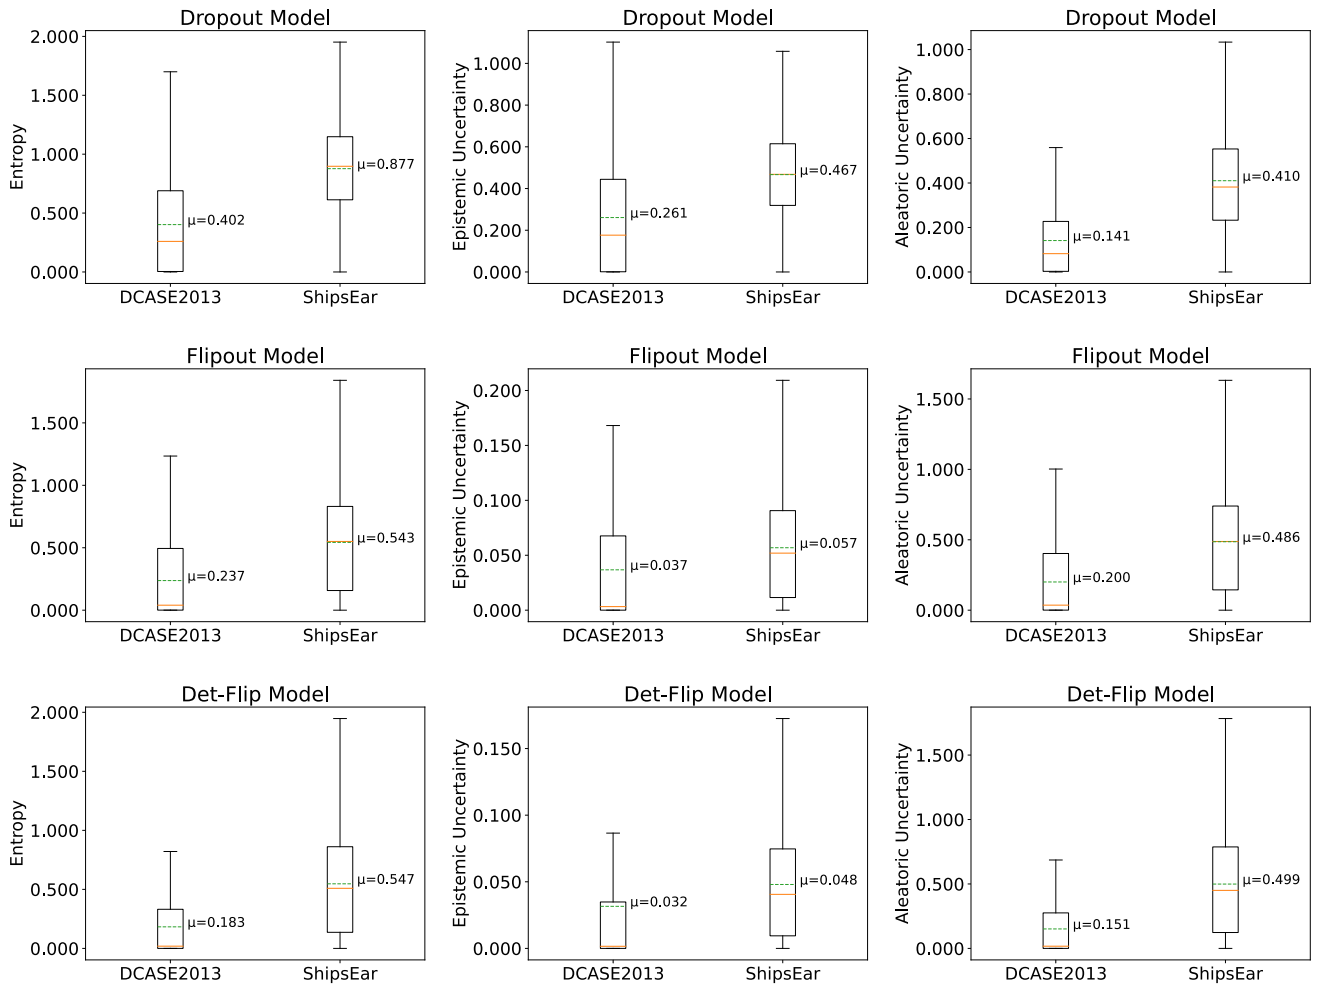 Dropout Model
Entropy
2.000
1.500
1.000
0.500
0.000
μ=0.402
μ=0.877
DCASE2013
ShipsEar
Dropout Model
Epistemic Uncertainty
1.000
0.800
0.600
0.400
0.200
0.000
μ=0.261
μ=0.467
DCASE2013
ShipsEar
Dropout Model
Aleatoric Uncertainty
1.000
0.800
0.600
0.400
0.200
0.000
μ=0.141
μ=0.410
DCASE2013
ShipsEar
Flipout Model
Entropy
1.500
1.000
0.500
0.000
μ=0.237
μ=0.543
DCASE2013
ShipsEar
Flipout Model
Epistemic Uncertainty
0.200
0.150
0.100
0.050
0.000
μ=0.037
μ=0.057
DCASE2013
ShipsEar
Flipout Model
Aleatoric Uncertainty
1.500
1.000
0.500
0.000
μ=0.200
μ=0.486
DCASE2013
ShipsEar
Det-Flip Model
Entropy
2.000
1.500
1.000
0.500
0.000
μ=0.183
μ=0.547
DCASE2013
ShipsEar
Det-Flip Model
Epistemic Uncertainty
0.150
0.100
0.050
0.000
μ=0.032
μ=0.048
DCASE2013
ShipsEar
Det-Flip Model
Aleatoric Uncertainty
1.500
1.000
0.500
0.000
μ=0.151
μ=0.499
DCASE2013
ShipsEar